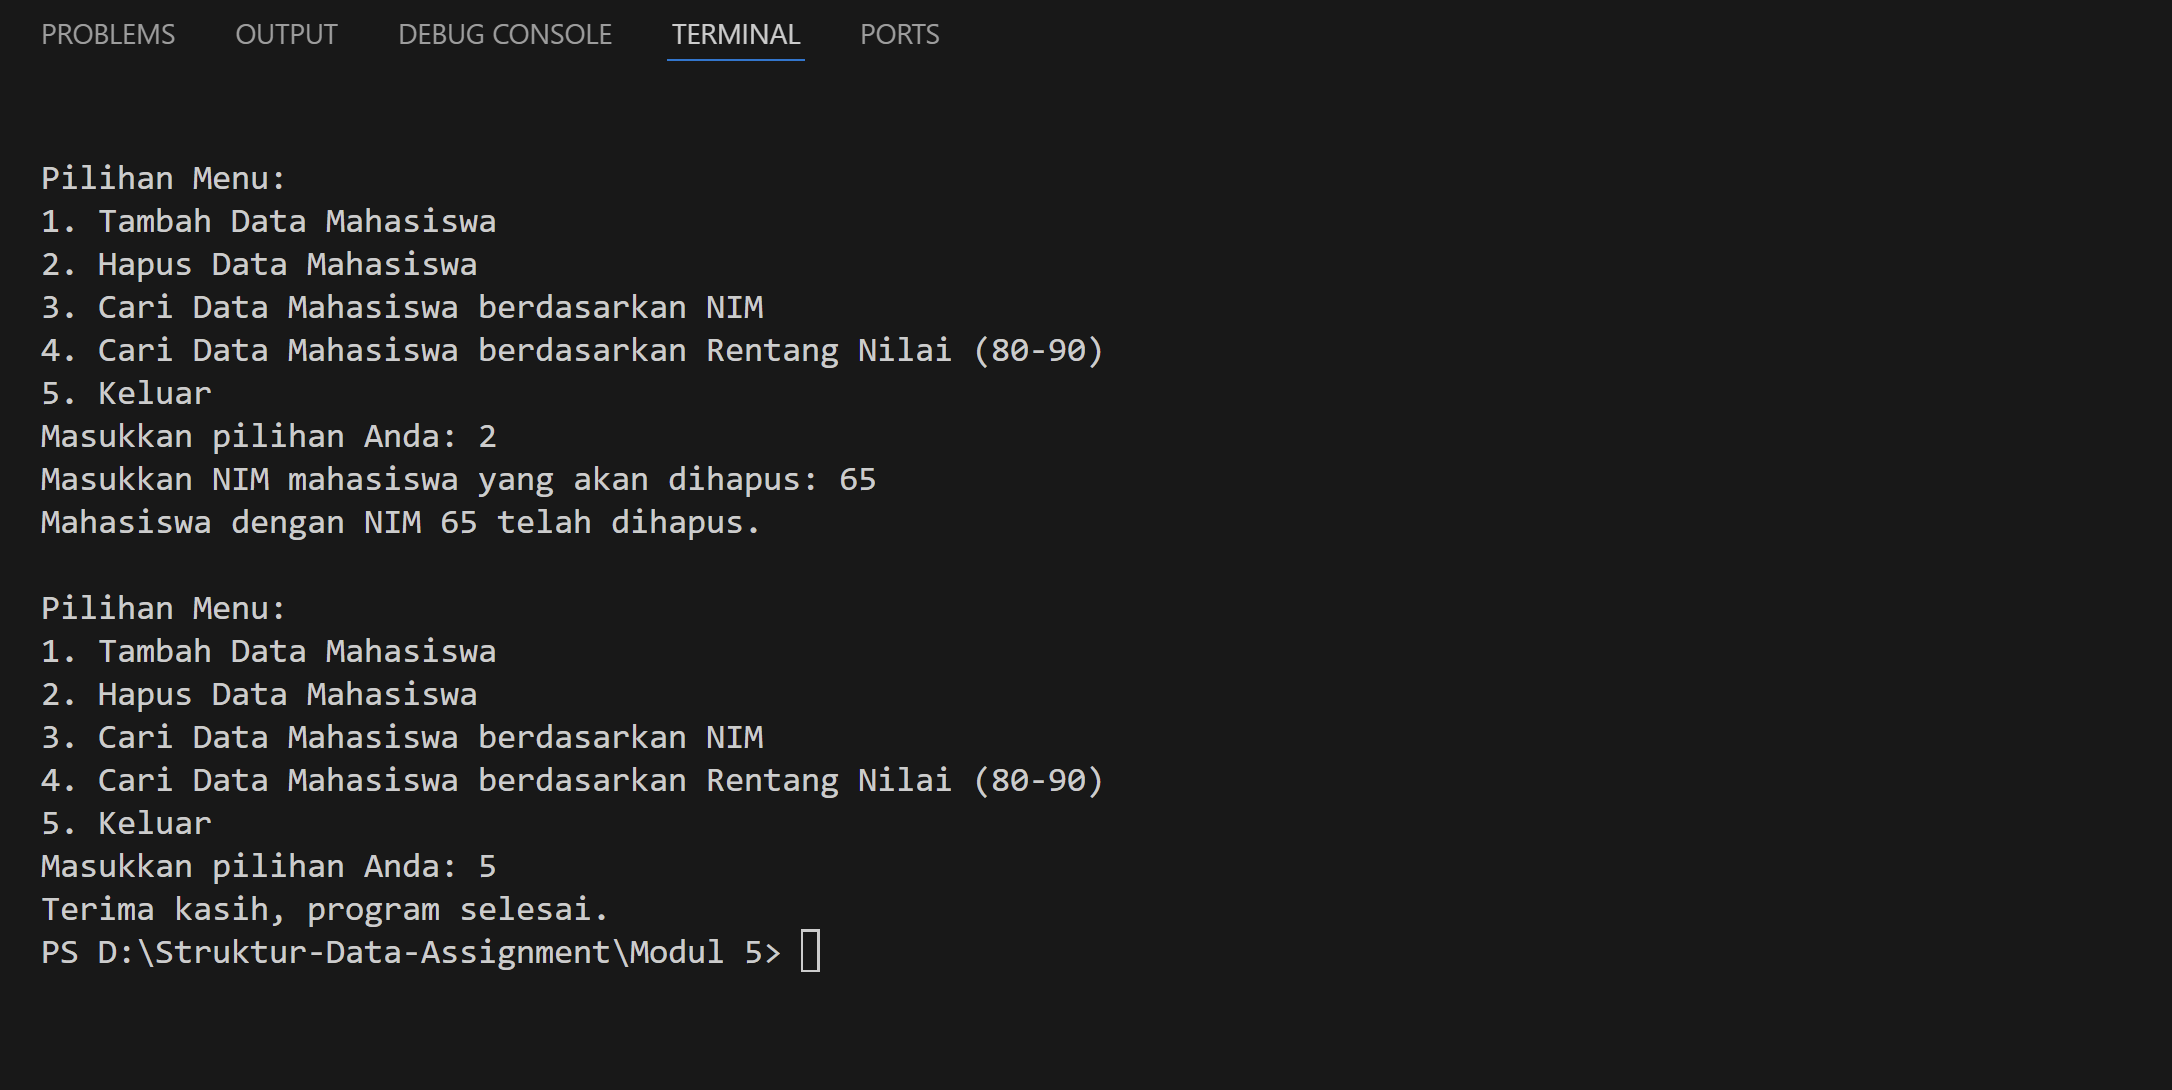 PROBLEMS OUTPUT DEBUG CONSOLE TERMINAL PORTS
Pilihan Menu:
1. Tambah Data Mahasiswa
2. Hapus Data Mahasiswa
3. Cari Data Mahasiswa berdasarkan NIM
4. Cari Data Mahasiswa berdasarkan Rentang Nilai (80-90)
5. Keluar
Masukkan pilihan Anda: 2
Masukkan NIM mahasiswa yang akan dihapus: 65
Mahasiswa dengan NIM 65 telah dihapus.
Pilihan Menu:
1. Tambah Data Mahasiswa
2. Hapus Data Mahasiswa
3. Cari Data Mahasiswa berdasarkan NIM
4. Cari Data Mahasiswa berdasarkan Rentang Nilai (80-90)
5. Keluar
Masukkan pilihan Anda: 5
Terima kasih, program selesai.
PS D:\Struktur-Data-Assignment\Modul 5>